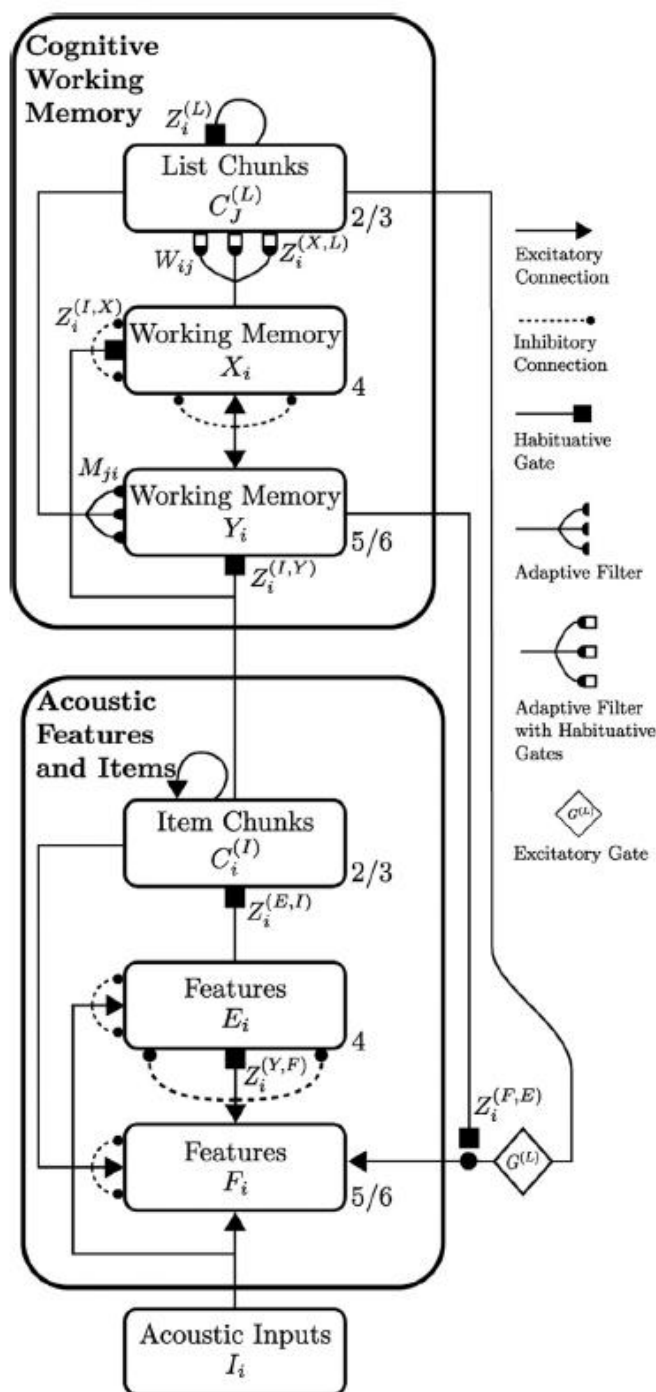 Cognitive
Working
Memory
Z_i^(L)
List Chunks
C_J^(L)
2/3
W_ij
Z_i^(X,L)
Z_i^(I,X)
Working Memory
X_i
4
M_ji
Working Memory
Y_i
5/6
Z_i^(I,Y)
Acoustic
Features
and Items
Item Chunks
C_i^(I)
2/3
Z_i^(E,I)
Features
E_i
4
Z_i^(Y,F)
Features
F_i
5/6
Z_i^(F,E)
G^(L)
Acoustic Inputs
I_i
Excitatory
Connection
Inhibitory
Connection
Habituative
Gate
Adaptive Filter
Adaptive Filter
with Habituative
Gates
G^(L)
Excitatory Gate